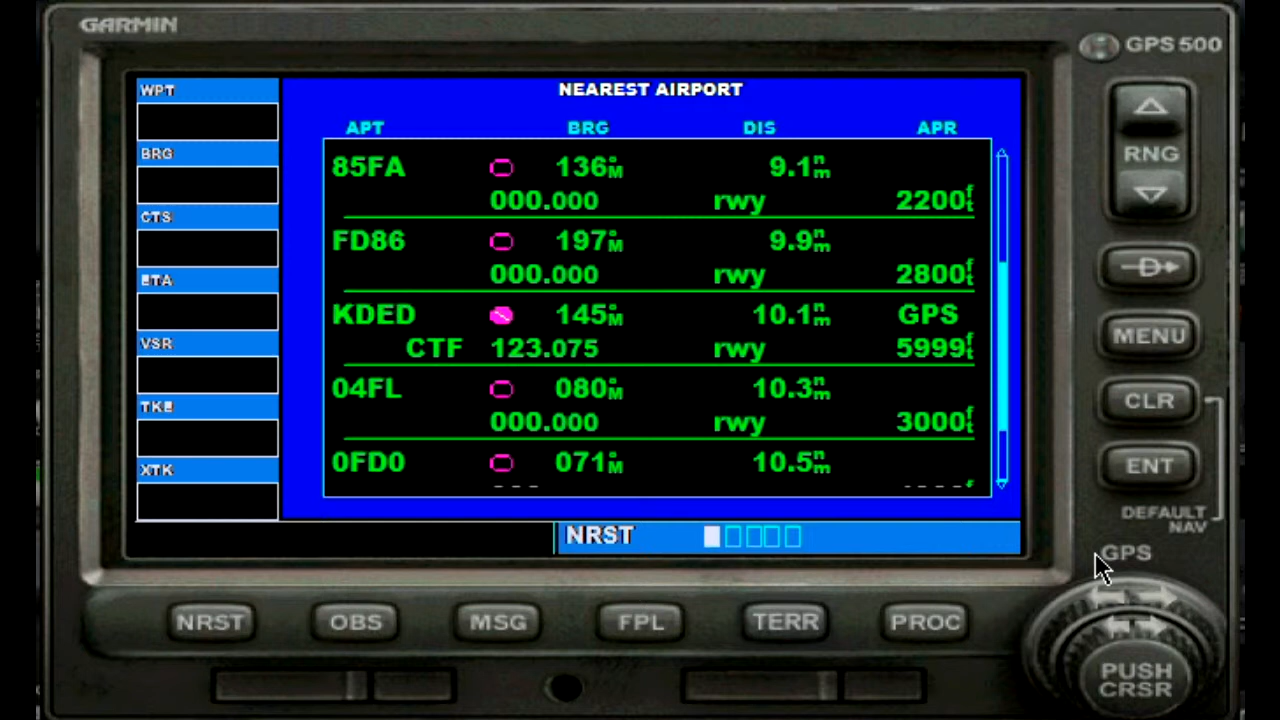 GARMIN
GPS 500
WPT
NEAREST AIRPORT
APT BRG DIS APR
BRG
85FA 136°M 9.1nm
RNG
000.000 rwy 2200ft
CTS
FD86 197°M 9.9nm
000.000 rwy 2800ft
D
ETA
KDED 145°M 10.1nm GPS
MENU
VSR
CTF 123.075 rwy 5999ft
04FL 080°M 10.3nm
CLR
TKE
000.000 rwy 3000ft
0FD0 071°M 10.5nm
ENT
XTK
DEFAULT
NAV
NRST
GPS
NRST OBS MSG FPL TERR PROC
PUSH
CRSR